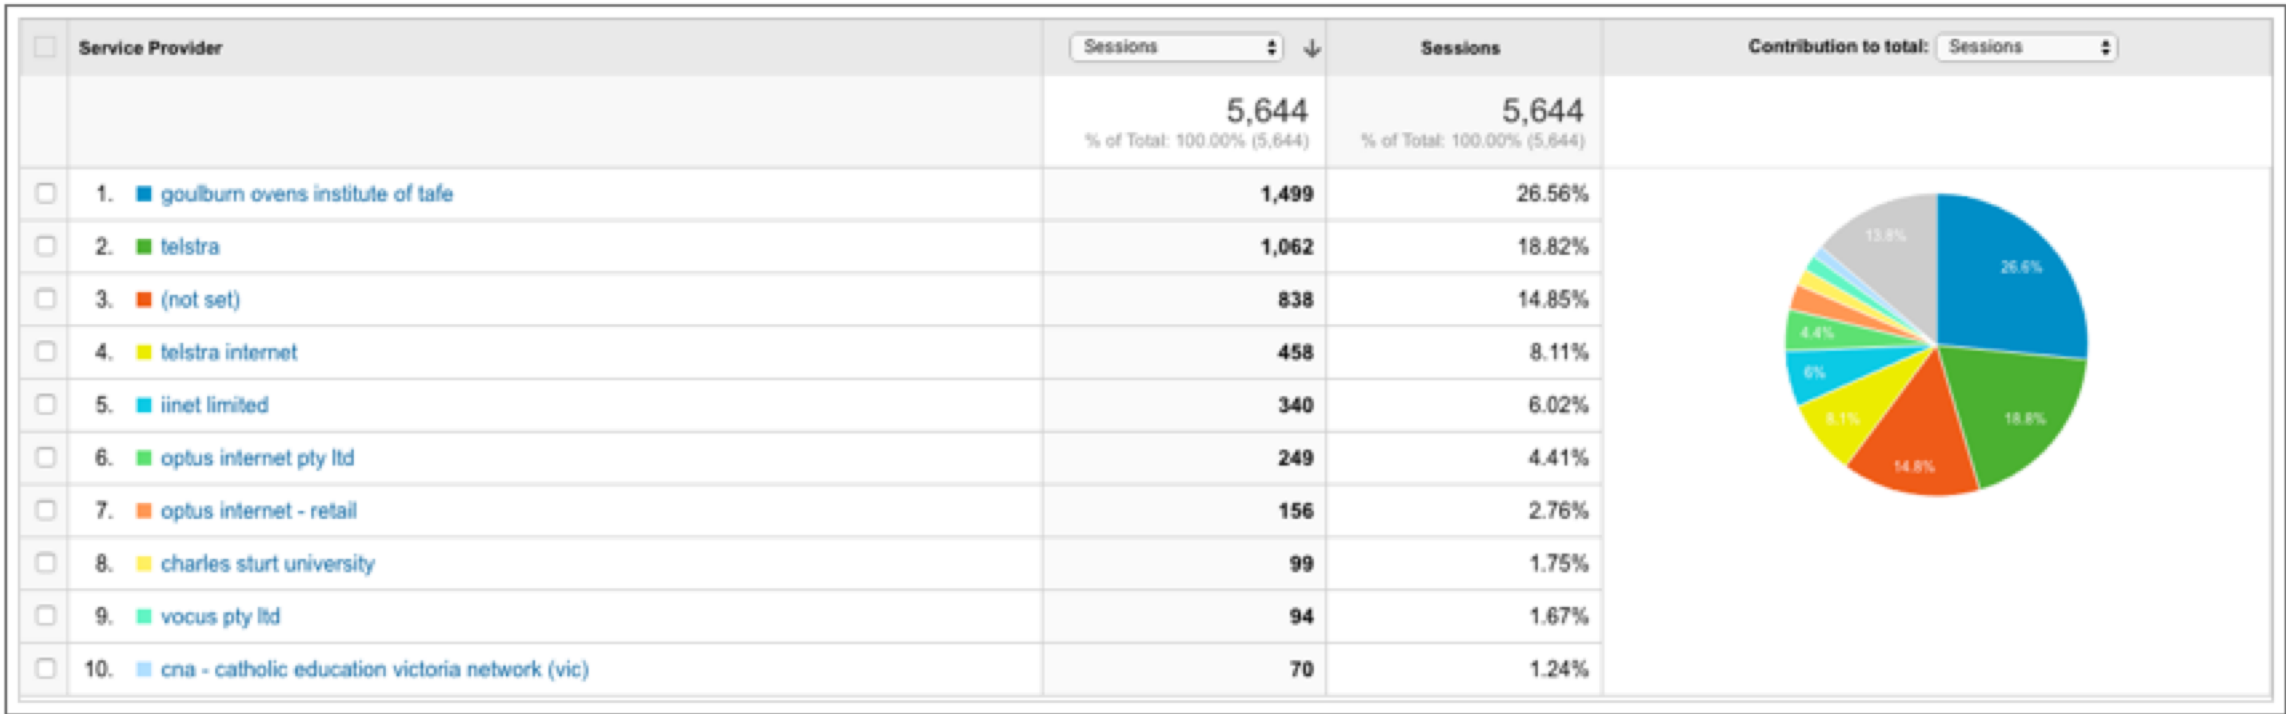 Service Provider Sessions Sessions Contribution to total: Sessions
5,644 5,644
% of Total: 100.00% (5,644) % of Total: 100.00% (5,644)
1. goulburn ovens institute of tafe 1,499 26.56%
2. telstra 1,062 18.82%
3. (not set) 838 14.85%
4. telstra internet 458 8.11%
5. iinet limited 340 6.02%
6. optus internet pty ltd 249 4.41%
7. optus internet - retail 156 2.76%
8. charles sturt university 99 1.75%
9. vocus pty ltd 94 1.67%
10. cna - catholic education victoria network (vic) 70 1.24%
13.8%
26.6%
4.4%
6%
8.1%
18.8%
14.8%